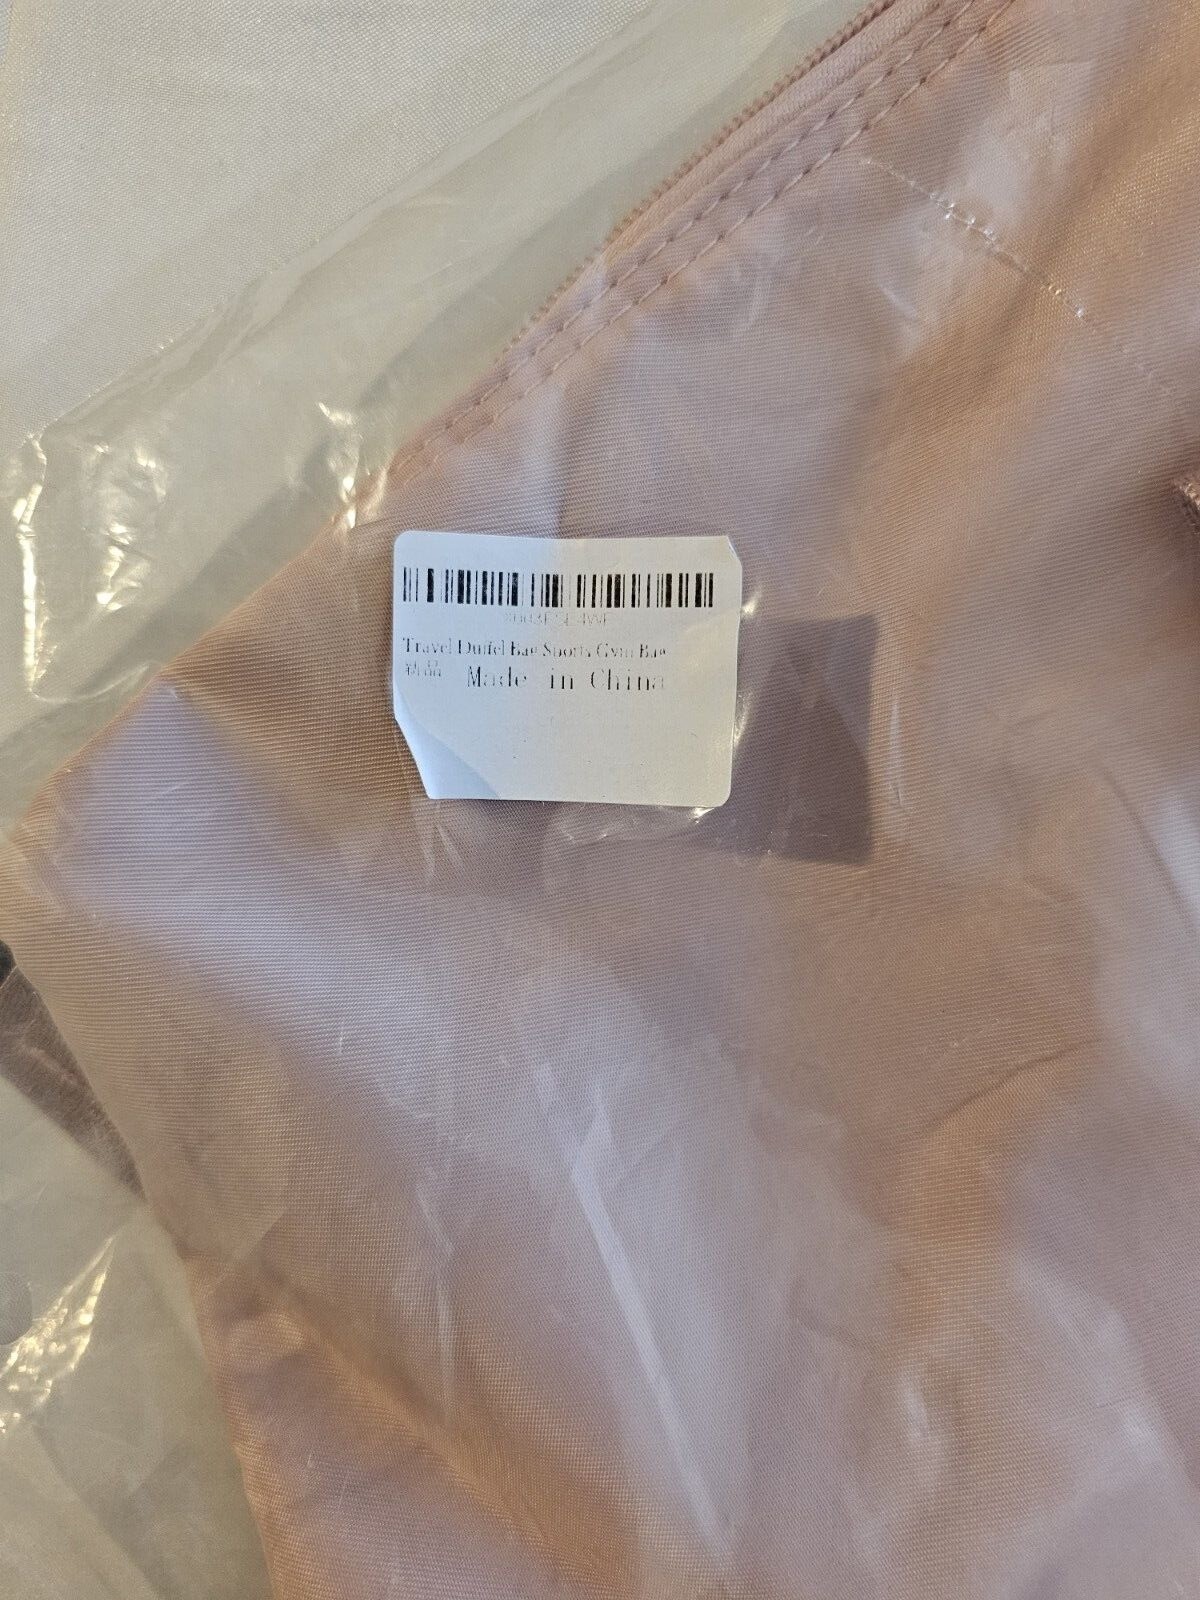 Travel Duffel Bag Sports Gym Bag
Made in China